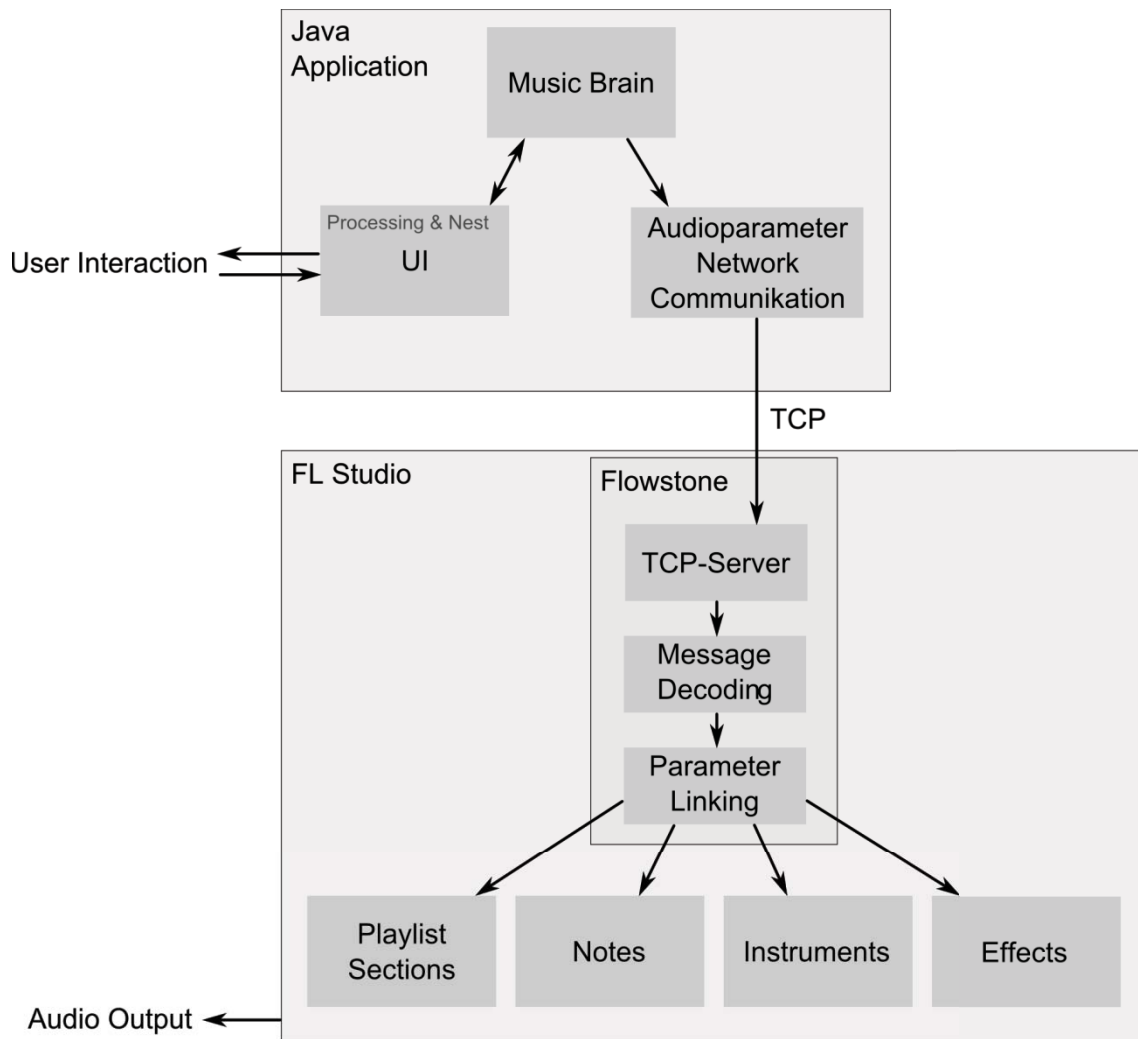 Java
Application
Music Brain
Processing & Nest
UI
User Interaction
Audioparameter
Network
Communikation
TCP
FL Studio
Flowstone
TCP-Server
Message
Decoding
Parameter
Linking
Playlist
Sections
Notes
Instruments
Effects
Audio Output